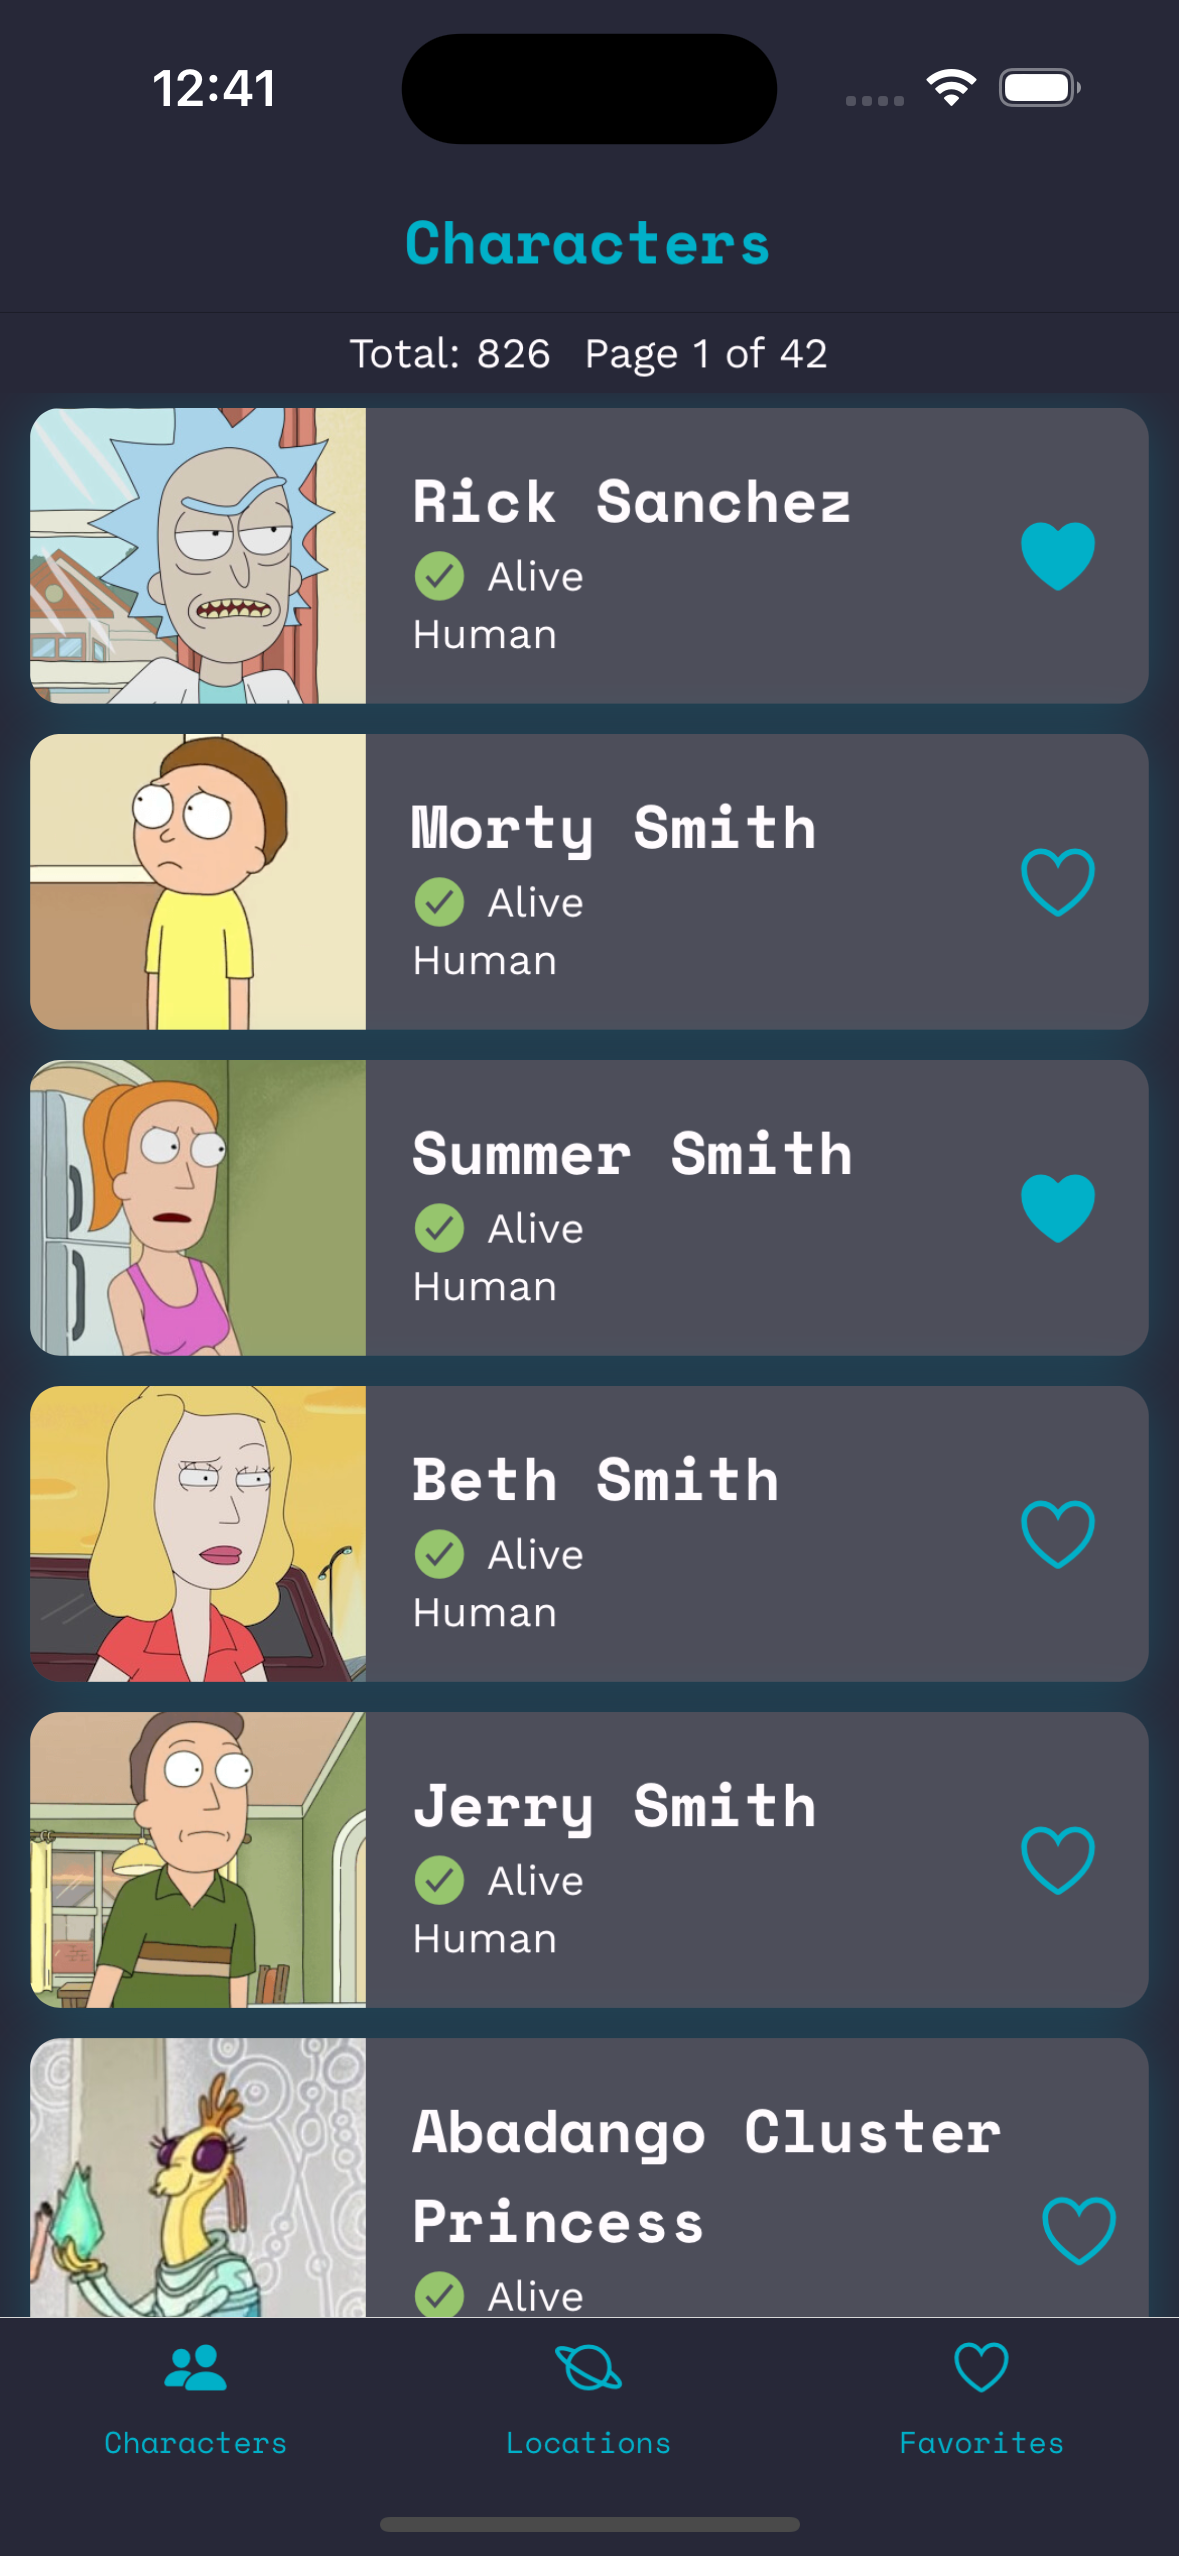 12:41
Characters
Total: 826 Page 1 of 42
Rick Sanchez
Alive
Human
Morty Smith
Alive
Human
Summer Smith
Alive
Human
Beth Smith
Alive
Human
Jerry Smith
Alive
Human
Abadango Cluster
Princess
Alive
Characters Locations Favorites